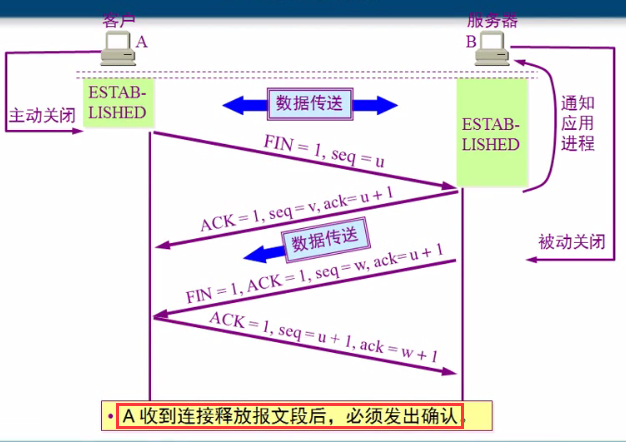 客户
服务器
A
B
ESTAB-
LISHED
数据传送
通知
应用
进程
主动关闭
ESTAB-
LISHED
FIN = 1, seq = u
ACK = 1, seq = v, ack= u + 1
数据传送
被动关闭
FIN = 1, ACK = 1, seq = w, ack= u + 1
ACK = 1, seq = u + 1, ack = w + 1
• A 收到连接释放报文段后，必须发出确认。